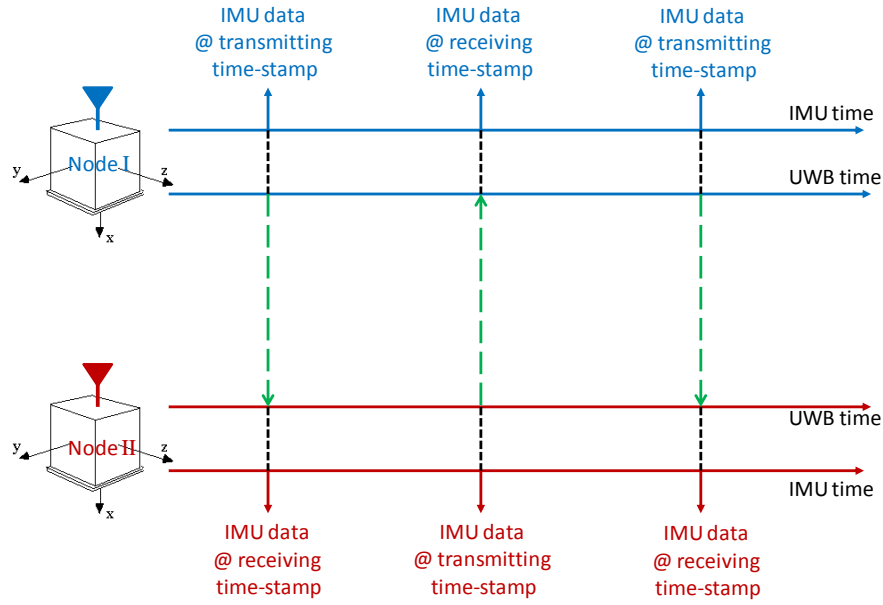 IMU data
@ transmitting
time-stamp
IMU data
@ receiving
time-stamp
IMU data
@ transmitting
time-stamp
IMU time
Node I
y
z
x
UWB time
Node II
y
z
x
UWB time
IMU time
IMU data
@ receiving
time-stamp
IMU data
@ transmitting
time-stamp
IMU data
@ receiving
time-stamp